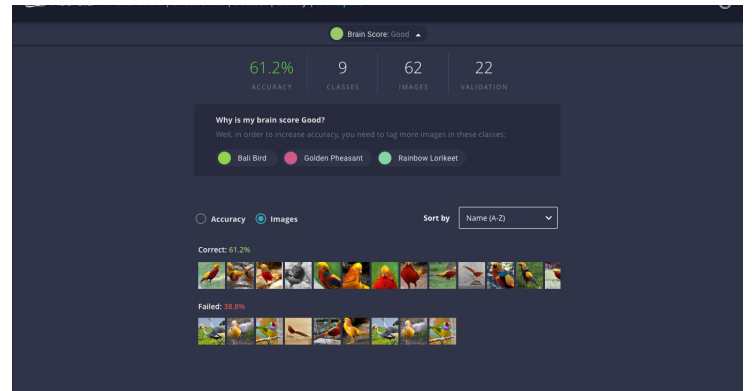 Brain Score: Good
61.2% 9 62 22
ACCURACY CLASSES IMAGES VALIDATION
Why is my brain score Good?
Well, in order to increase accuracy, you need to tag more images in these classes:
Bali Bird Golden Pheasant Rainbow Lorikeet
Accuracy Images Sort by Name (A-Z)
Correct: 61.2%
Failed: 38.8%